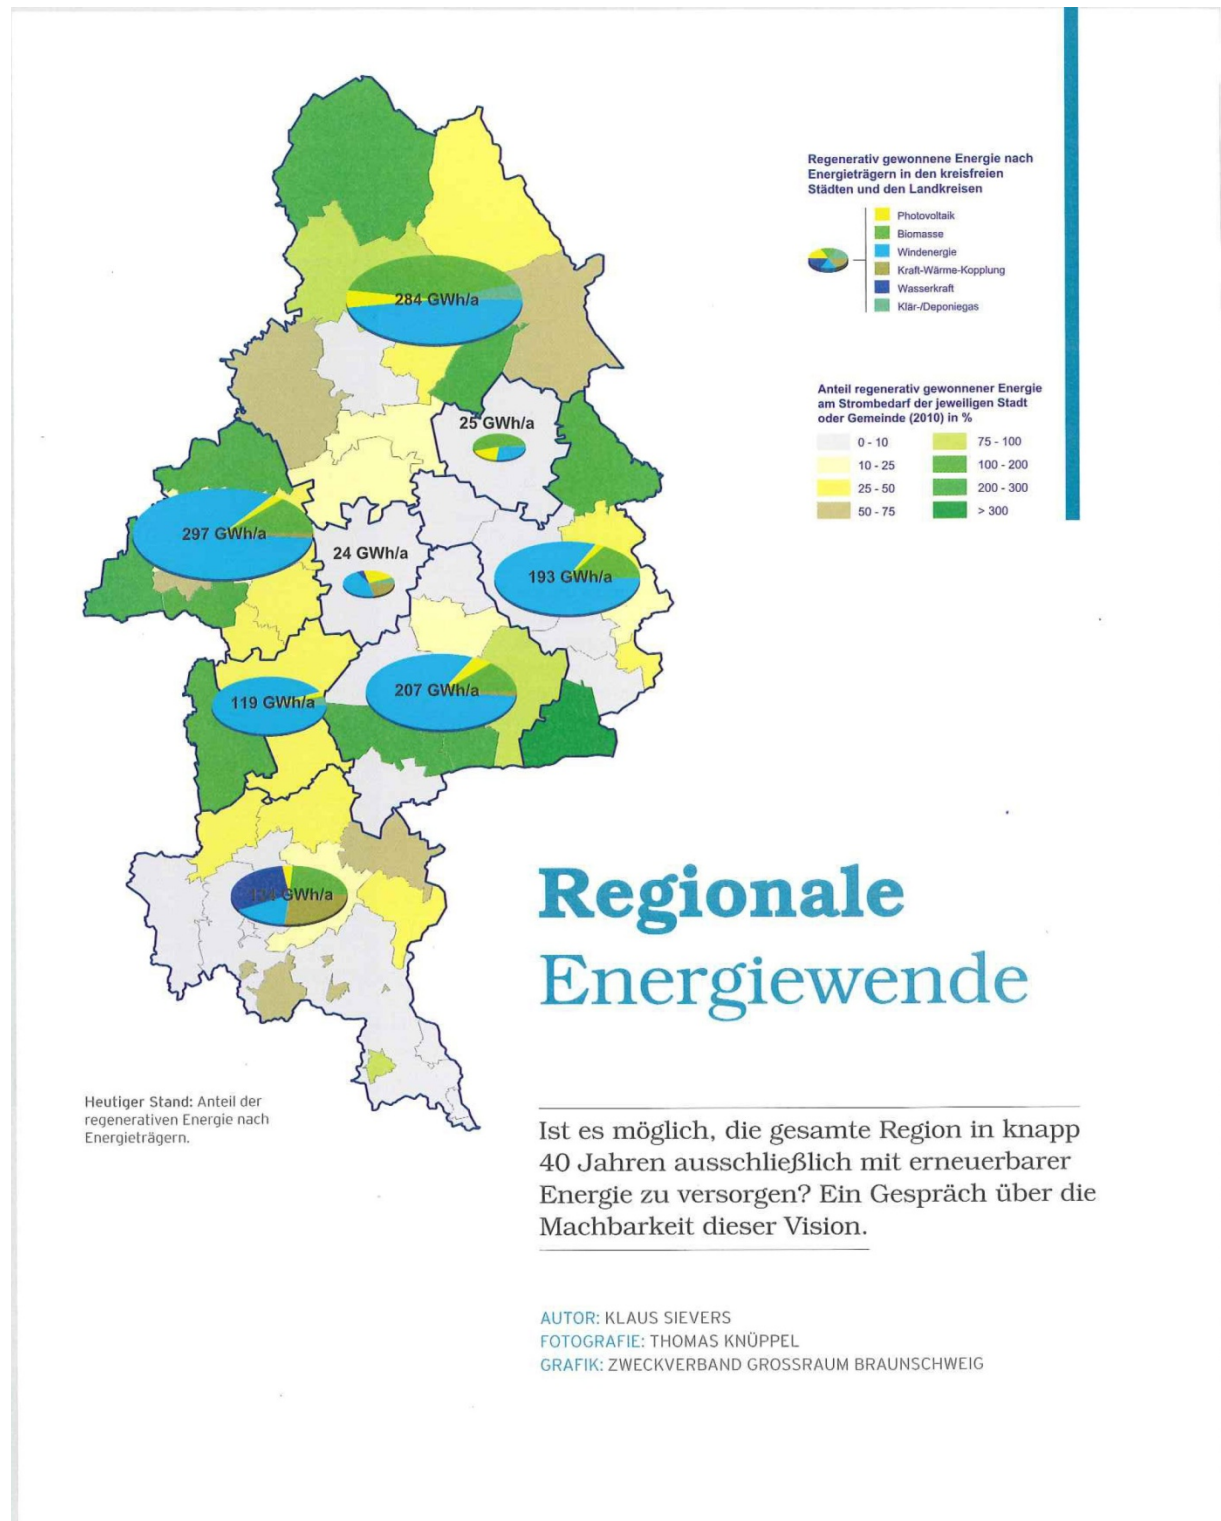 Regenerativ gewonnene Energie nach
Energieträgern in den kreisfreien
Städten und den Landkreisen
Photovoltaik
Biomasse
Windenergie
Kraft-Wärme-Kopplung
Wasserkraft
Klär-/Deponiegas
Anteil regenerativ gewonnener Energie
am Strombedarf der jeweiligen Stadt
oder Gemeinde (2010) in %
0 - 10
10 - 25
25 - 50
50 - 75
75 - 100
100 - 200
200 - 300
> 300
284 GWh/a
25 GWh/a
297 GWh/a
24 GWh/a
193 GWh/a
207 GWh/a
119 GWh/a
GWh/a
Regionale
Energiewende
Heutiger Stand: Anteil der
regenerativen Energie nach
Energieträgern.
Ist es möglich, die gesamte Region in knapp
40 Jahren ausschließlich mit erneuerbarer
Energie zu versorgen? Ein Gespräch über die
Machbarkeit dieser Vision.
AUTOR: KLAUS SIEVERS
FOTOGRAFIE: THOMAS KNÜPPEL
GRAFIK: ZWECKVERBAND GROSSRAUM BRAUNSCHWEIG